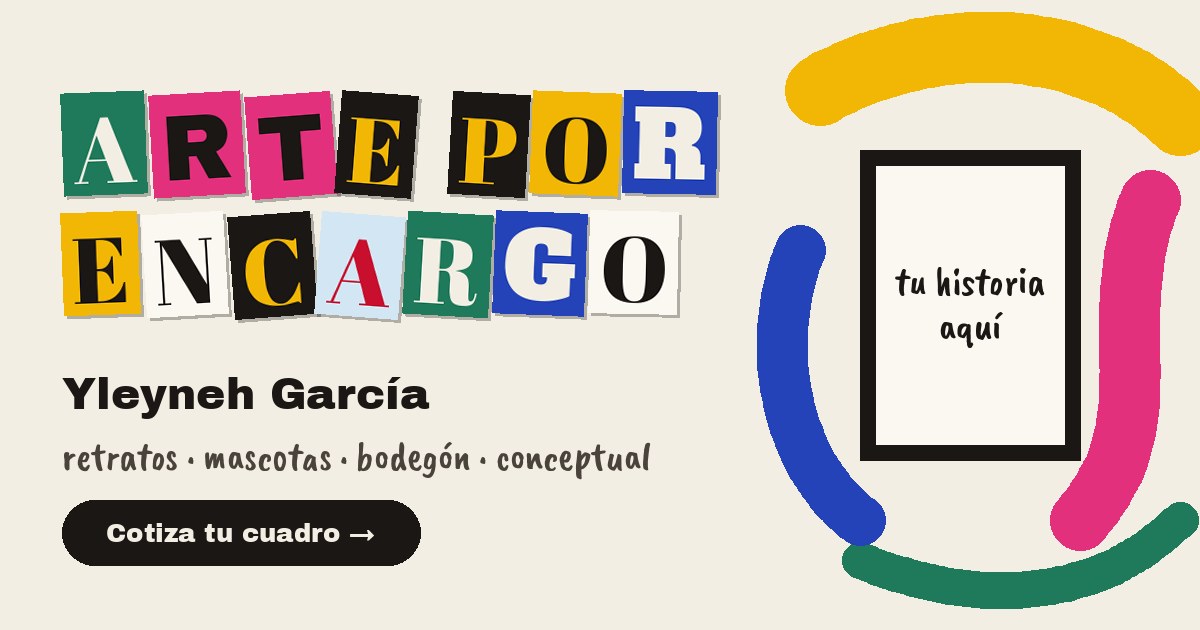 ARTE POR
ENCARGO
Yleyneh García
retratos · mascotas · bodegón · conceptual
Cotiza tu cuadro →
tu historia
aquí